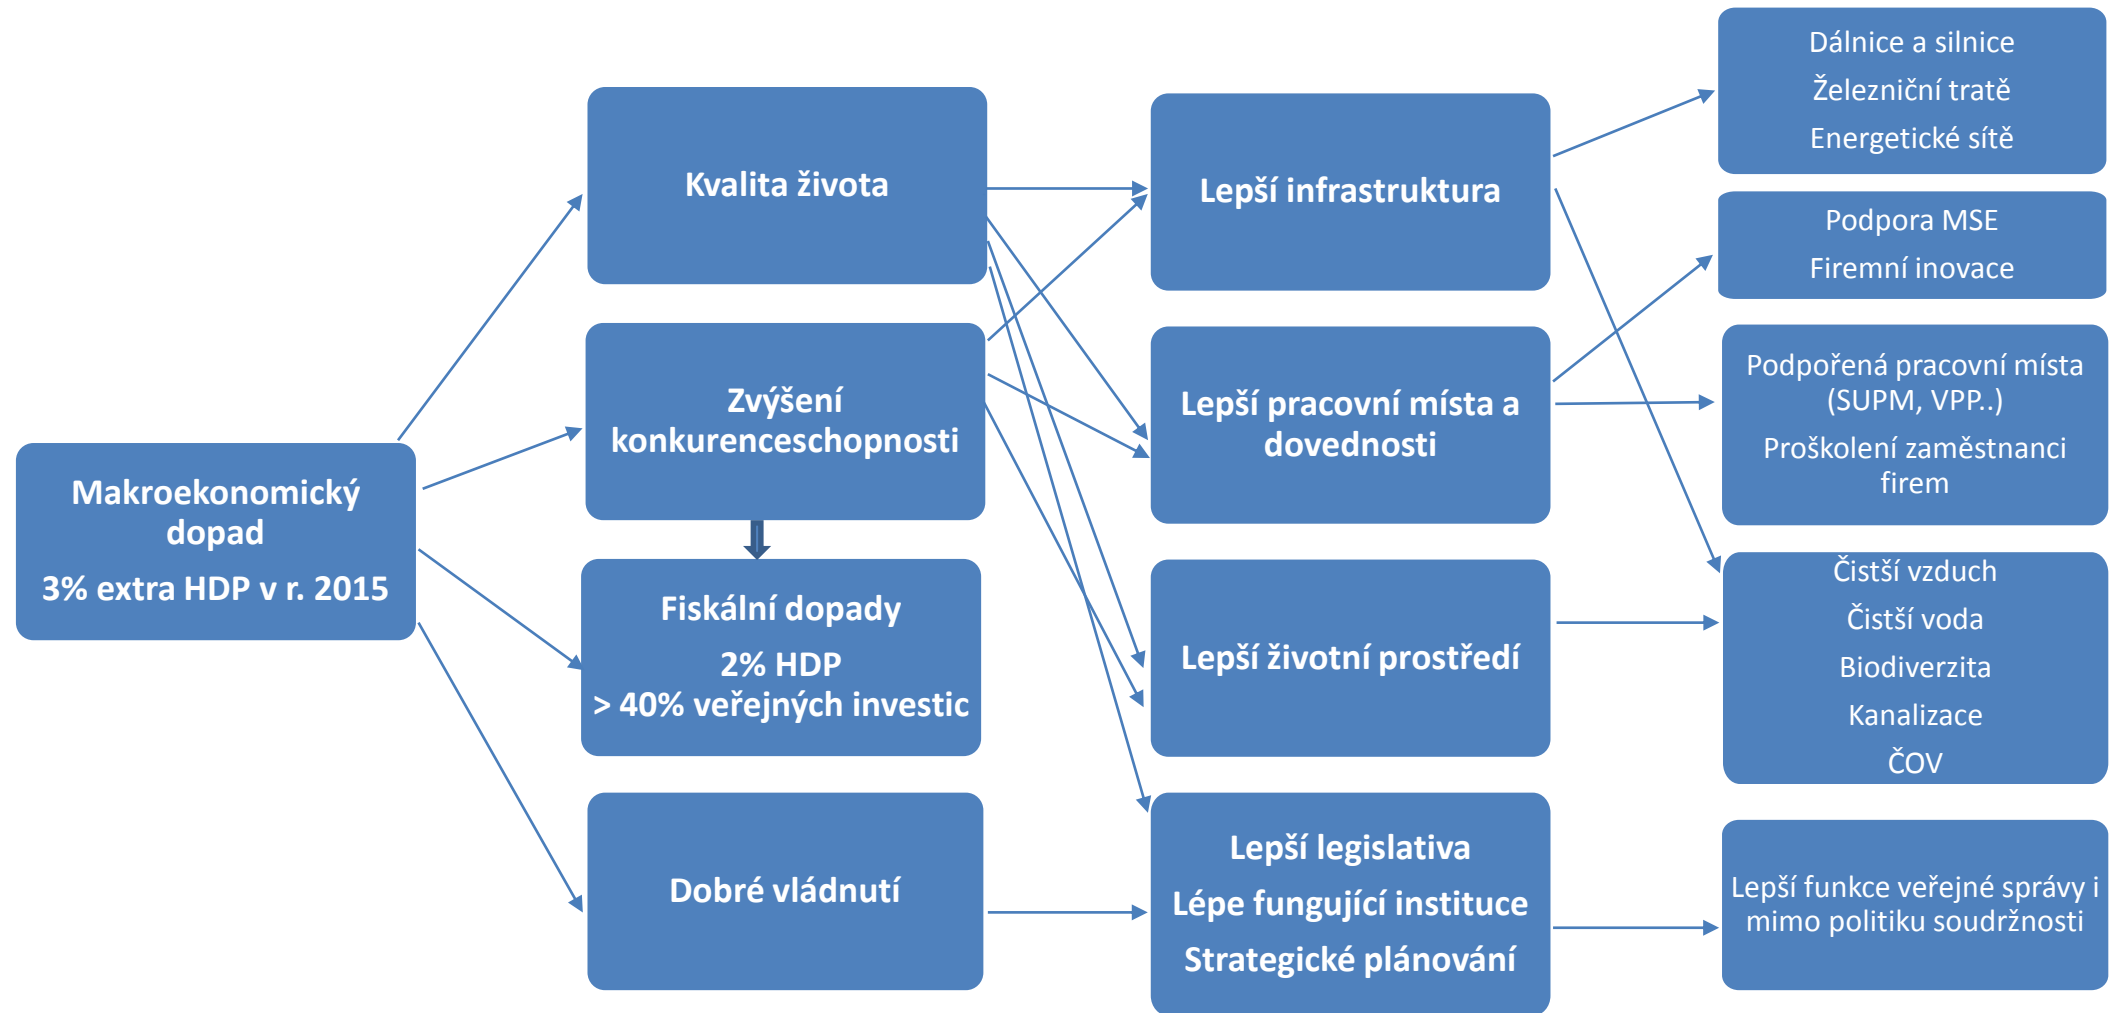 Makroekonomický
dopad
3% extra HDP v r. 2015
Kvalita života
Zvýšení
konkurenceschopnosti
Fiskální dopady
2% HDP
> 40% veřejných investic
Dobré vládnutí
Lepší infrastruktura
Lepší pracovní místa a
dovednosti
Lepší životní prostředí
Lepší legislativa
Lépe fungující instituce
Strategické plánování
Dálnice a silnice
Železniční tratě
Energetické sítě
Podpora MSE
Firemní inovace
Podpořená pracovní místa
(SUPM, VPP..)
Proškolení zaměstnanci
firem
Čistší vzduch
Čistší voda
Biodiverzita
Kanalizace
ČOV
Lepší funkce veřejné správy i
mimo politiku soudržnosti